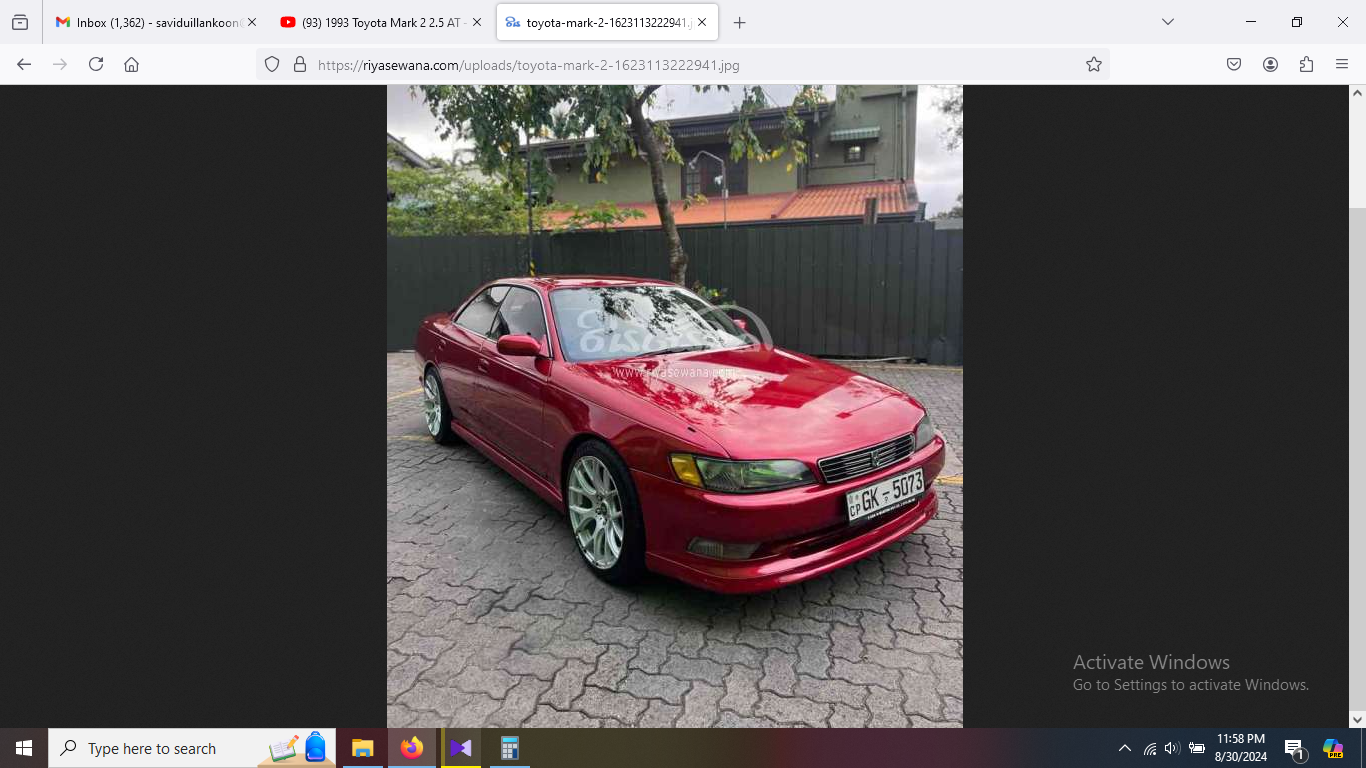 Inbox (1,362) - saviduillankoon
(93) 1993 Toyota Mark 2 2.5 AT -
toyota-mark-2-1623113222941.j
https://riyasewana.com/uploads/toyota-mark-2-1623113222941.jpg
www.riyasewana.com
CP GK - 5073
Activate Windows
Go to Settings to activate Windows.
Type here to search
11:58 PM
8/30/2024
1
PRE